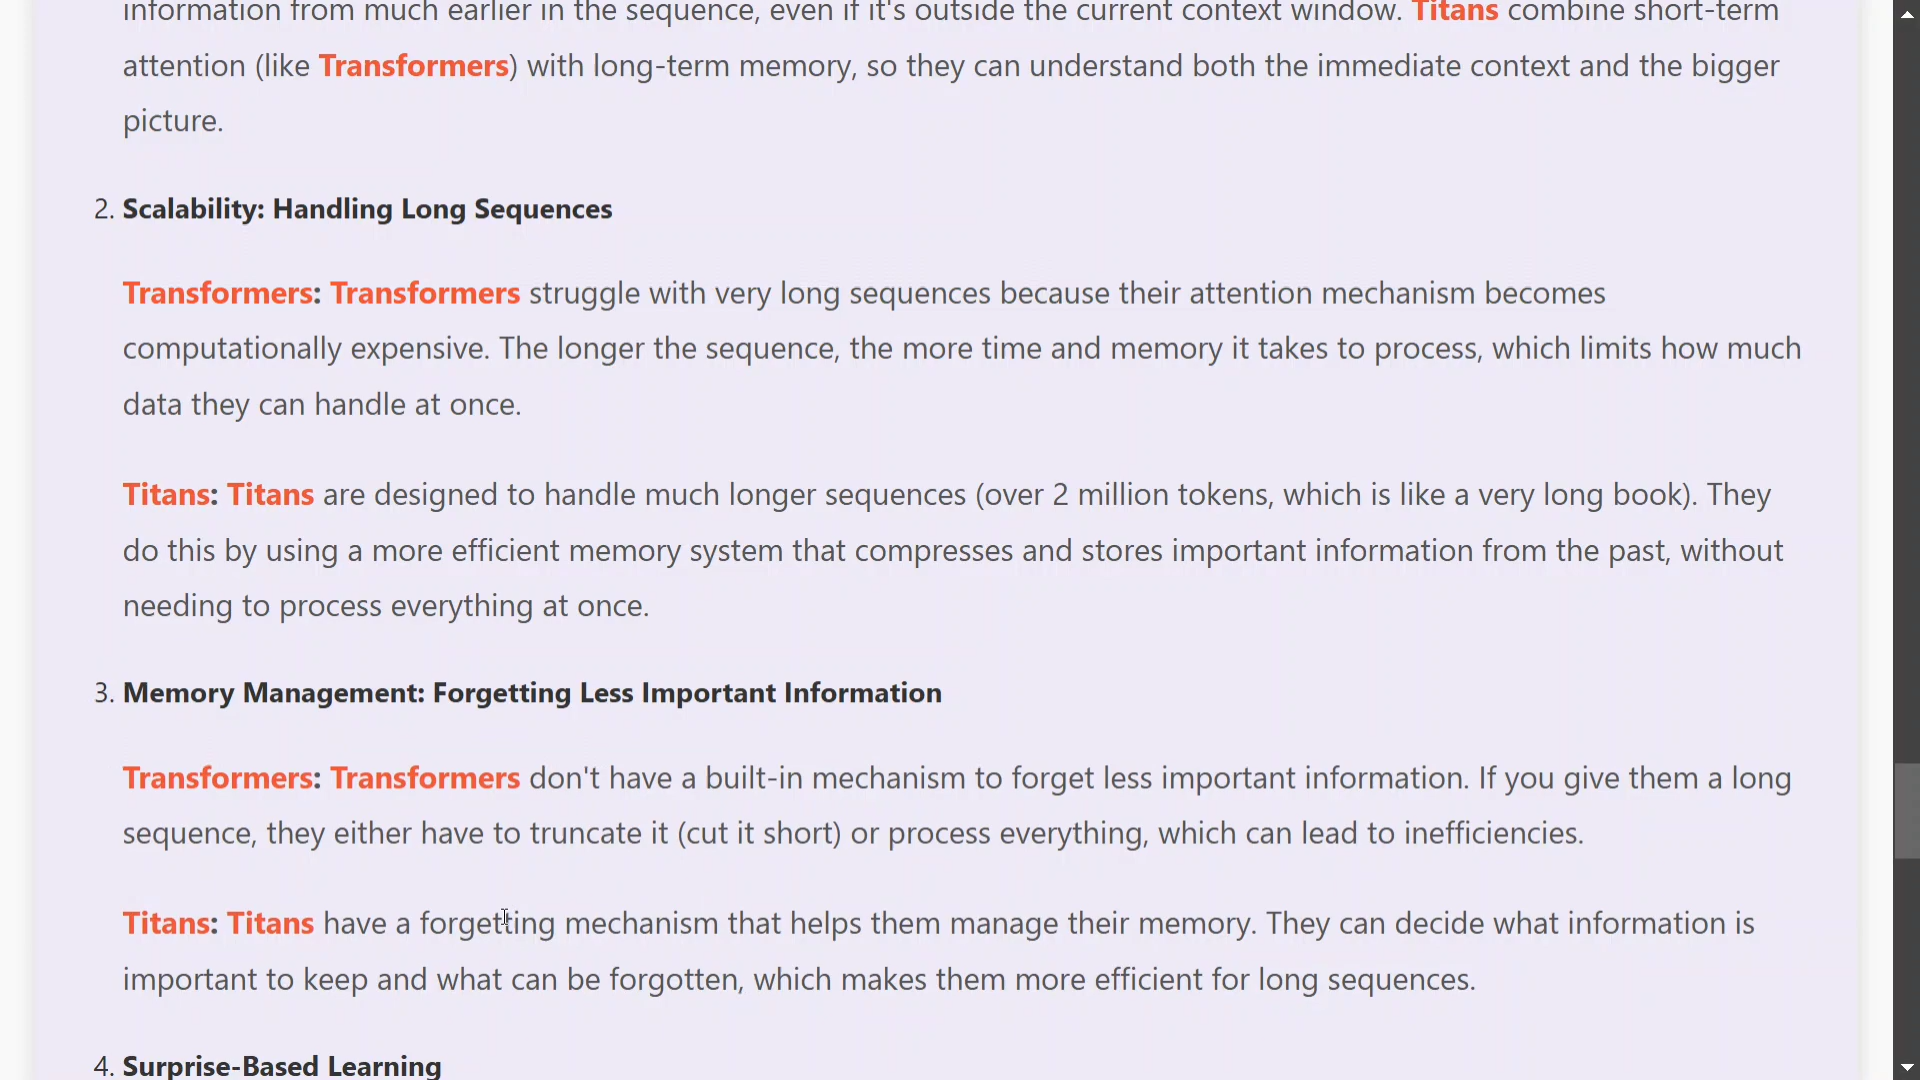 information from much earlier in the sequence, even if it's outside the current context window. Titans combine short-term
attention (like Transformers) with long-term memory, so they can understand both the immediate context and the bigger
picture.
2. Scalability: Handling Long Sequences
Transformers: Transformers struggle with very long sequences because their attention mechanism becomes
computationally expensive. The longer the sequence, the more time and memory it takes to process, which limits how much
data they can handle at once.
Titans: Titans are designed to handle much longer sequences (over 2 million tokens, which is like a very long book). They
do this by using a more efficient memory system that compresses and stores important information from the past, without
needing to process everything at once.
3. Memory Management: Forgetting Less Important Information
Transformers: Transformers don't have a built-in mechanism to forget less important information. If you give them a long
sequence, they either have to truncate it (cut it short) or process everything, which can lead to inefficiencies.
Titans: Titans have a forgetting mechanism that helps them manage their memory. They can decide what information is
important to keep and what can be forgotten, which makes them more efficient for long sequences.
4. Surprise-Based Learning